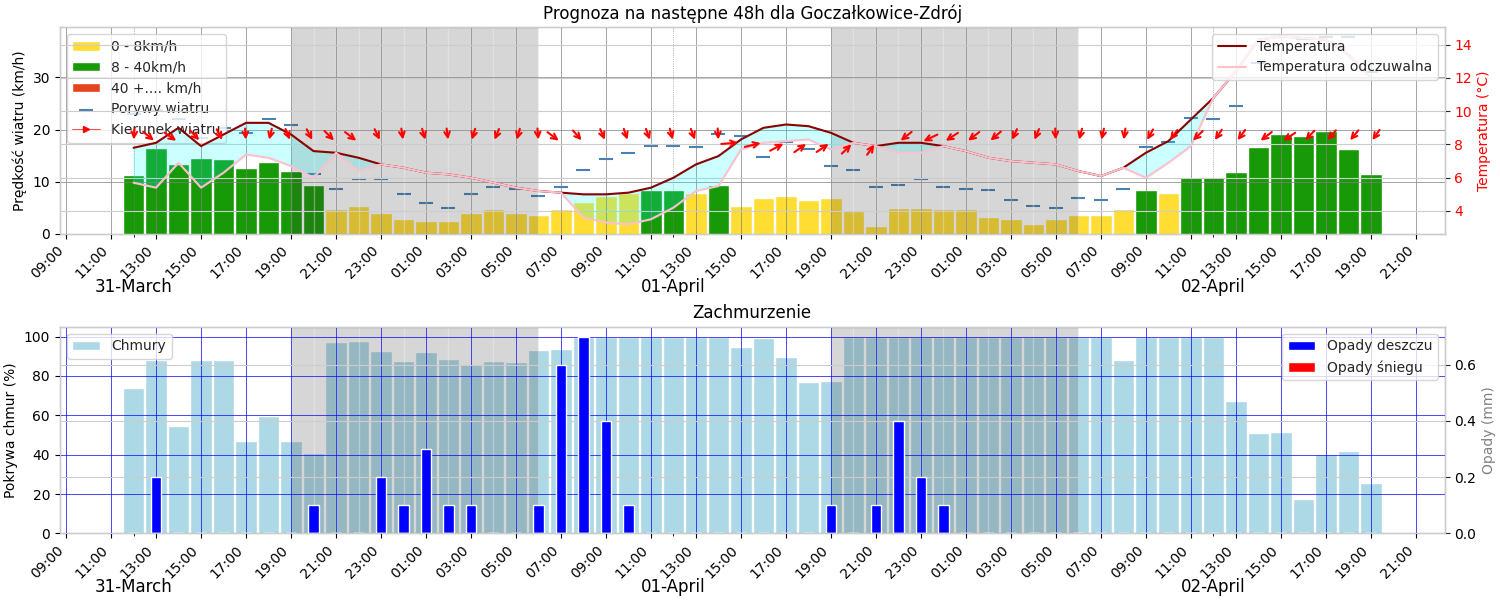 Prognoza na następne 48h dla Goczałkowice-Zdrój
Prędkość wiatru (km/h)
30
20
10
0
0 - 8km/h
8 - 40km/h
40 +.... km/h
Porywy wiatru
Kierunek wiatru
Temperatura
Temperatura odczuwalna
14
12
10
8
6
4
Temperatura (°C)
09:00 11:00 13:00 15:00 17:00 19:00 21:00 23:00 01:00 03:00 05:00 07:00 09:00 11:00 13:00 15:00 17:00 19:00 21:00 23:00 01:00 03:00 05:00 07:00 09:00 11:00 13:00 15:00 17:00 19:00 21:00
31-March 01-April 02-April
Zachmurzenie
Pokrywa chmur (%)
100
80
60
40
20
0
Chmury
Opady deszczu
Opady śniegu
0.6
0.4
0.2
0.0
Opady (mm)
09:00 11:00 13:00 15:00 17:00 19:00 21:00 23:00 01:00 03:00 05:00 07:00 09:00 11:00 13:00 15:00 17:00 19:00 21:00 23:00 01:00 03:00 05:00 07:00 09:00 11:00 13:00 15:00 17:00 19:00 21:00
31-March 01-April 02-April